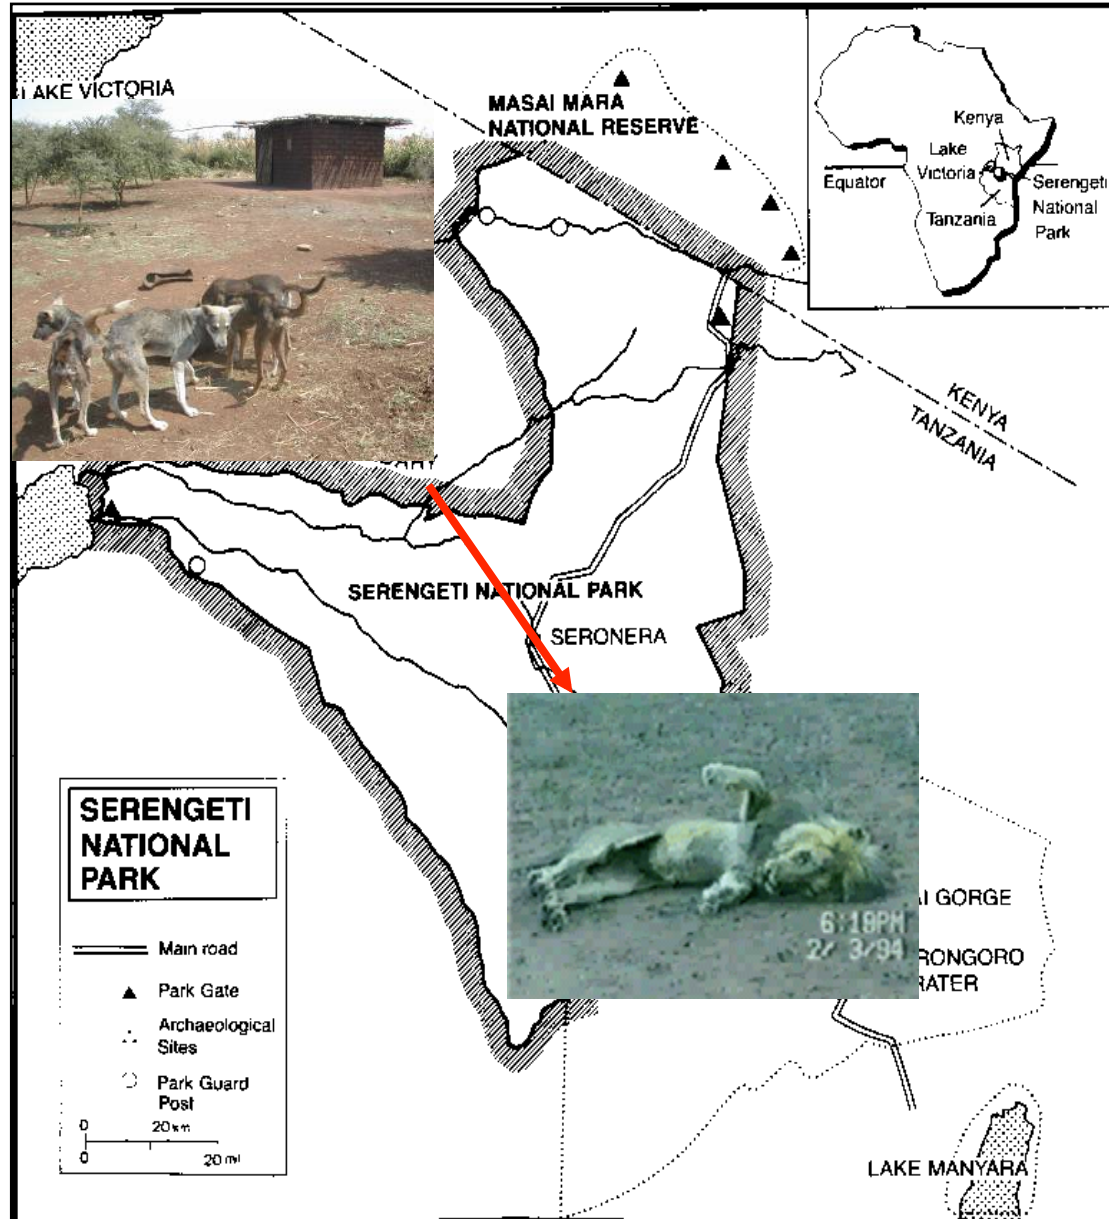 LAKE VICTORIA
MASAI MARA
NATIONAL RESERVE
Kenya
Lake
Victoria
Equator
Serengeti
National
Park
Tanzania
KENYA
TANZANIA
SERENGETI NATIONAL PARK
SERONERA
6:18PM
2/ 3/94
AI GORGE
RONGORO
RATER
SERENGETI
NATIONAL
PARK
Main road
Park Gate
Archaeological
Sites
Park Guard
Post
0 20 km
0 20 mi
LAKE MANYARA